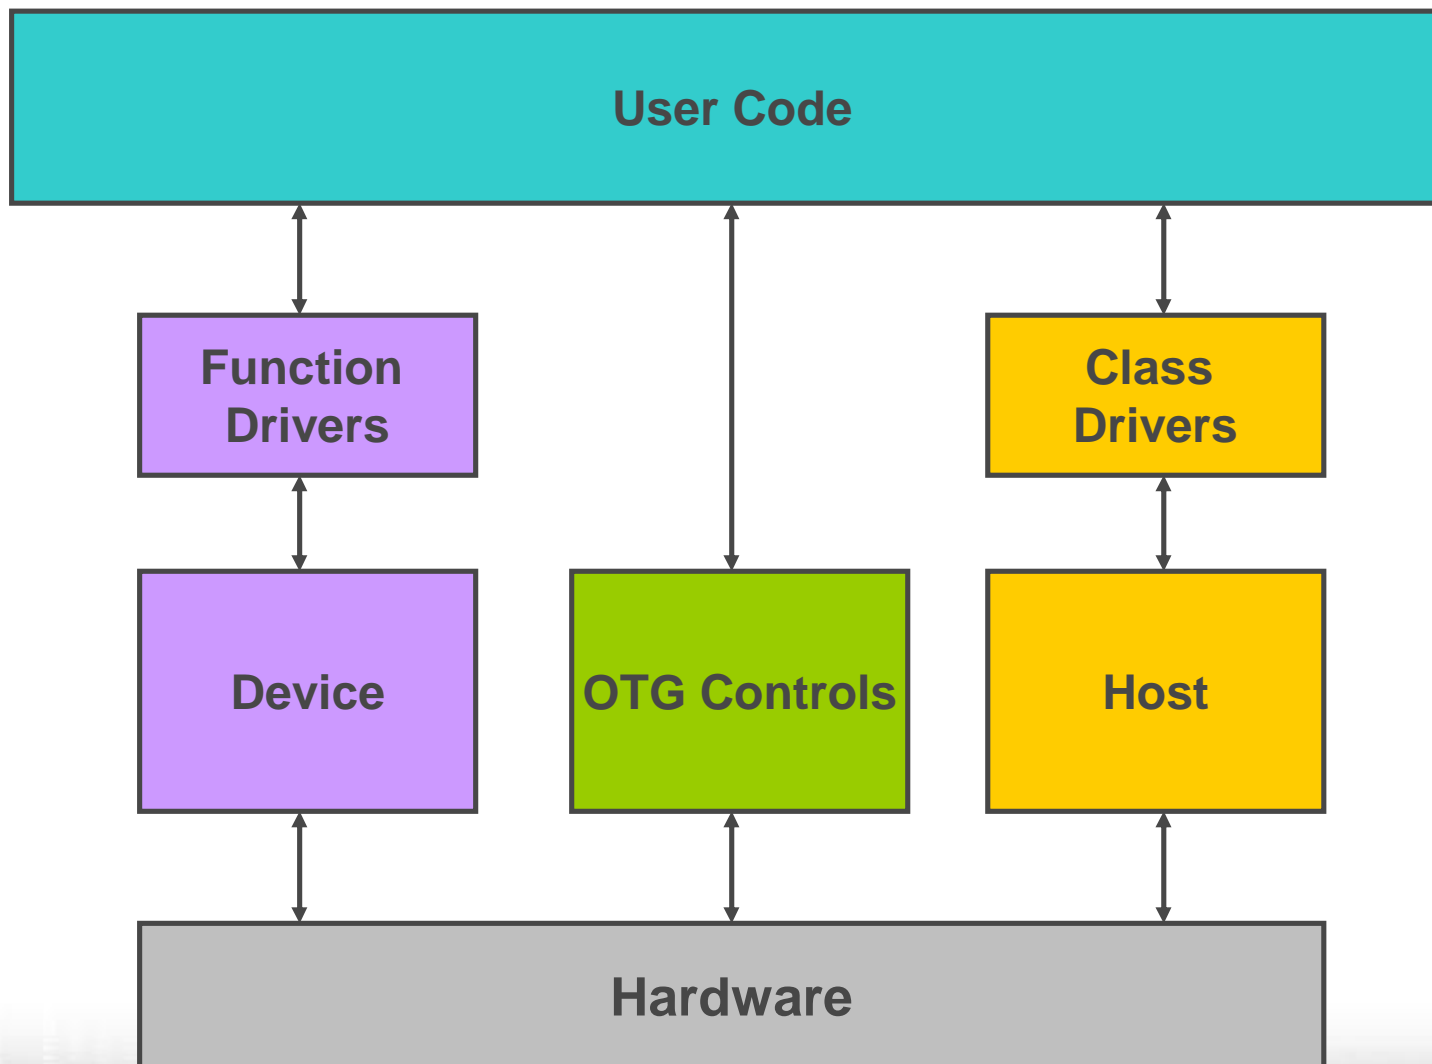 User Code
Function
Drivers
Class
Drivers
Device
OTG Controls
Host
Hardware